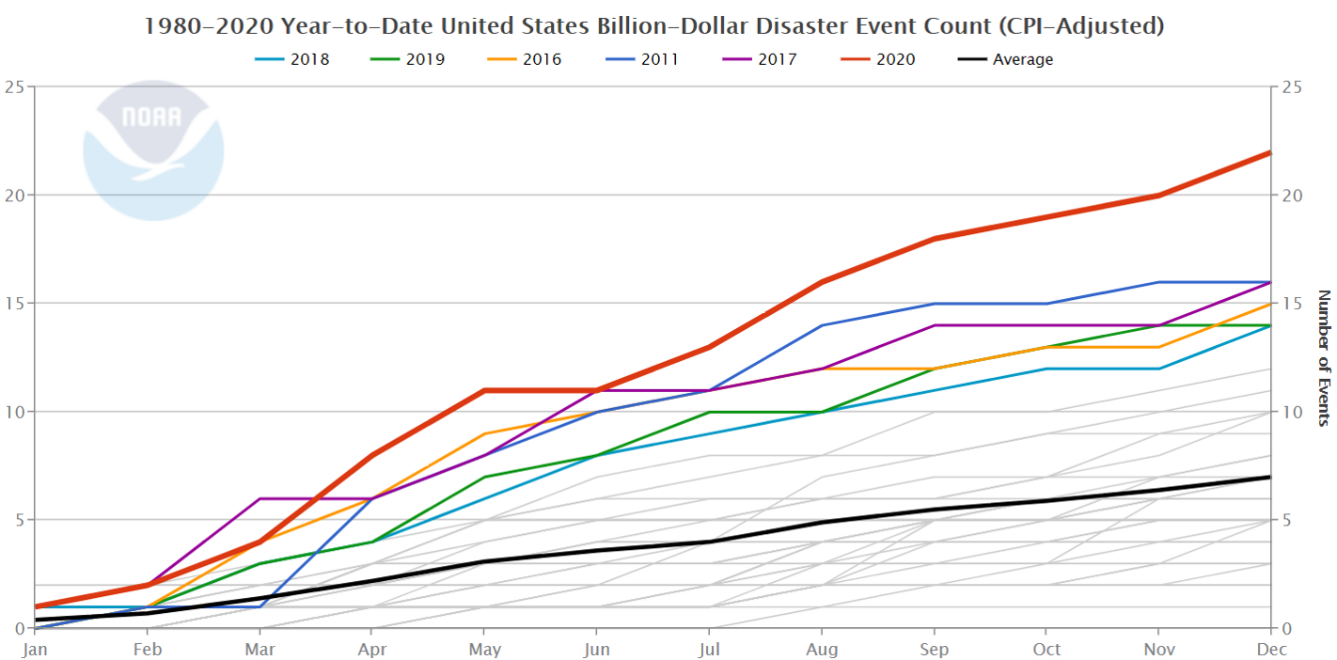 1980-2020 Year-to-Date United States Billion-Dollar Disaster Event Count (CPI-Adjusted)
2018 2019 2016 2011 2017 2020 Average
NOAA
25 25
20 20
15 15
10 10
5 5
0 0
Number of Events
Jan Feb Mar Apr May Jun Jul Aug Sep Oct Nov Dec